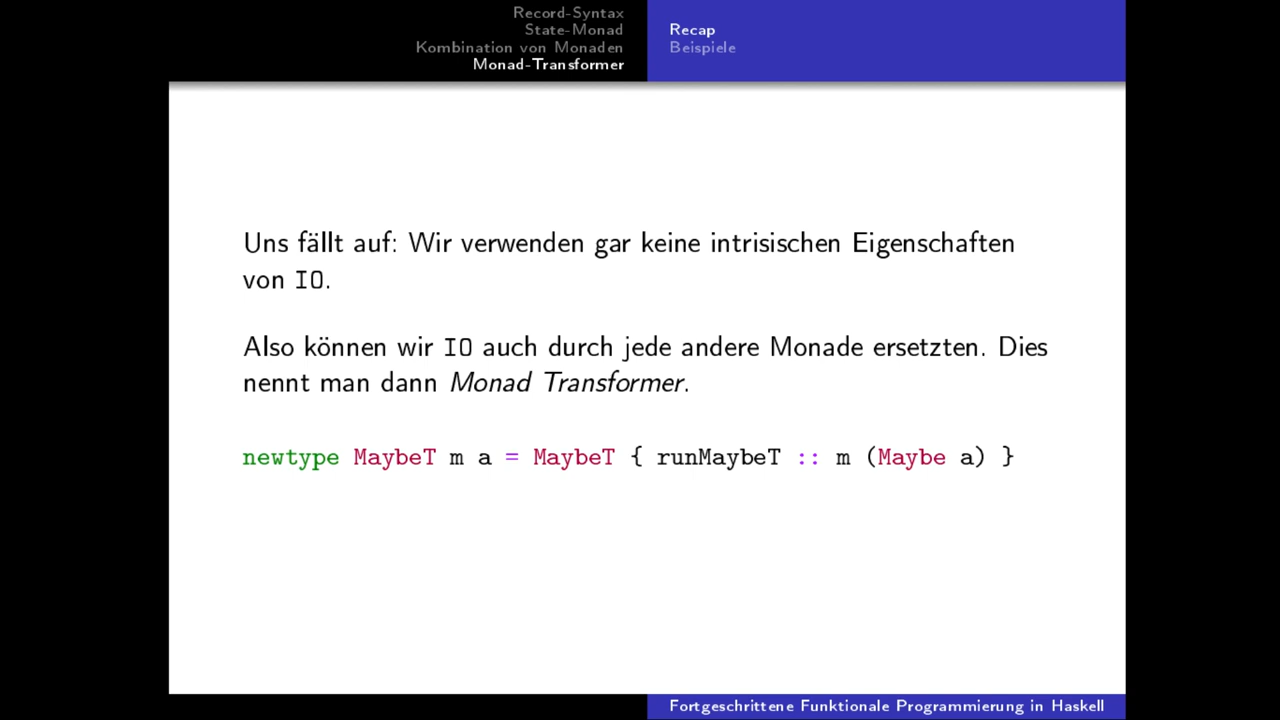 Record-Syntax
State-Monad
Kombination von Monaden
Monad-Transformer
Recap
Beispiele
Uns fällt auf: Wir verwenden gar keine intrisischen Eigenschaften
von IO.
Also können wir IO auch durch jede andere Monade ersetzten. Dies
nennt man dann Monad Transformer.
newtype MaybeT m a = MaybeT { runMaybeT :: m (Maybe a) }
Fortgeschrittene Funktionale Programmierung in Haskell